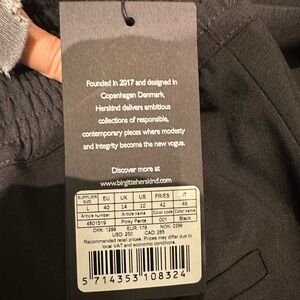 Founded in 2017 and designed in
Copenhagen Denmark,
Herskind delivers ambitious
collections of responsible,
contemporary pieces where modesty
and integrity become the new vogue.
Discover more at
www.birgitteherskind.com
SUPPLIER SIZE EU UK US FR/ES IT
L 40 14 10 42 46
Article number Article name Color code Color name
4601519 Pinky Pants 001 Black
DKK: 1299 EUR: 179 NOK: 2299
USD: 250 CAD: 285
Recommended retail prices. Prices may differ due to
local VAT and economic conditions.
5 714353 108324